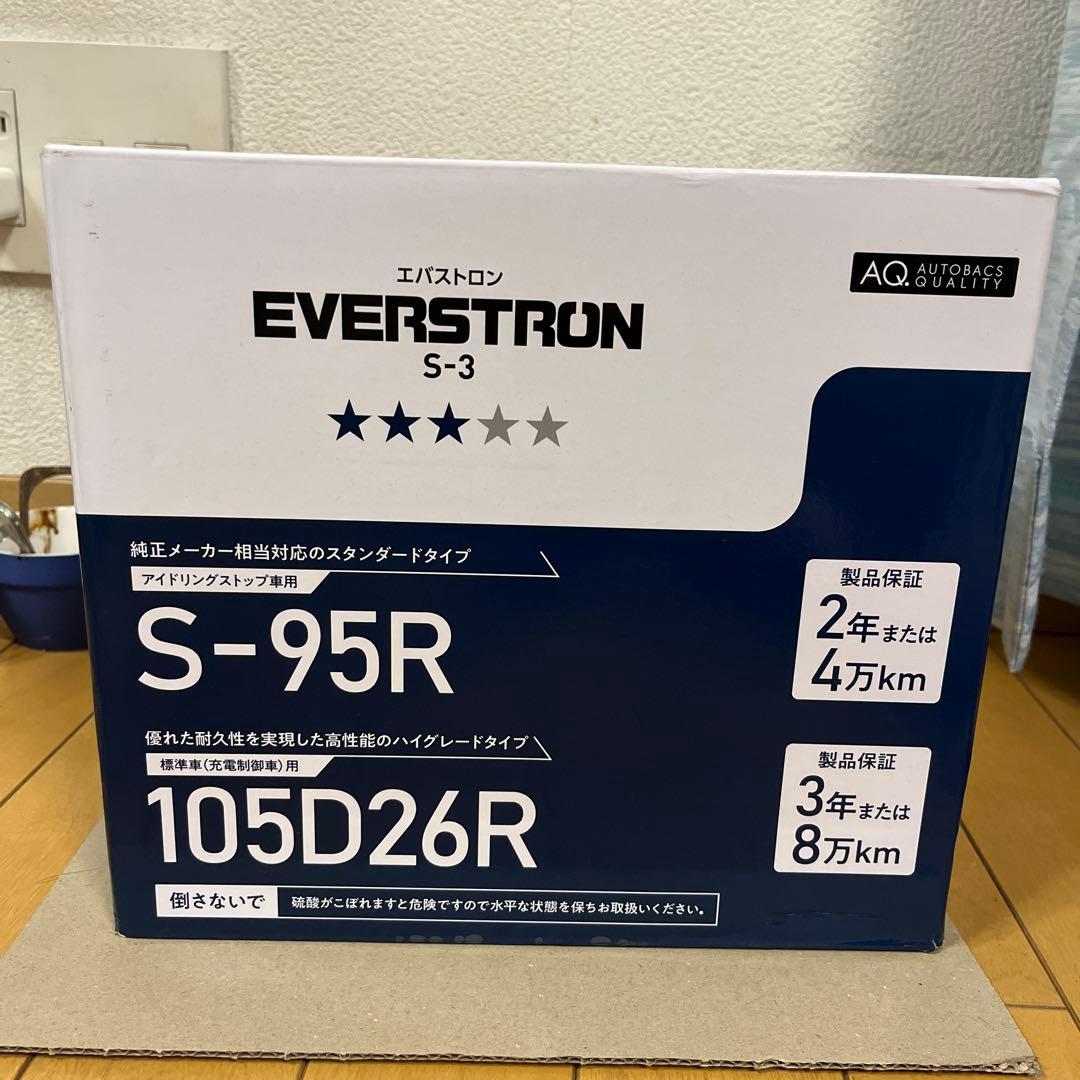 エバストロン
EVERSTRON
S-3
AQ. AUTOBACS
QUALITY
純正メーカー相当対応のスタンダードタイプ
アイドリングストップ車用
S-95R
製品保証
2年または
4万km
優れた耐久性を実現した高性能のハイグレードタイプ
標準車(充電制御車)用
105D26R
製品保証
3年または
8万km
倒さないで
硫酸がこぼれますと危険ですので水平な状態を保ちお取扱いください。